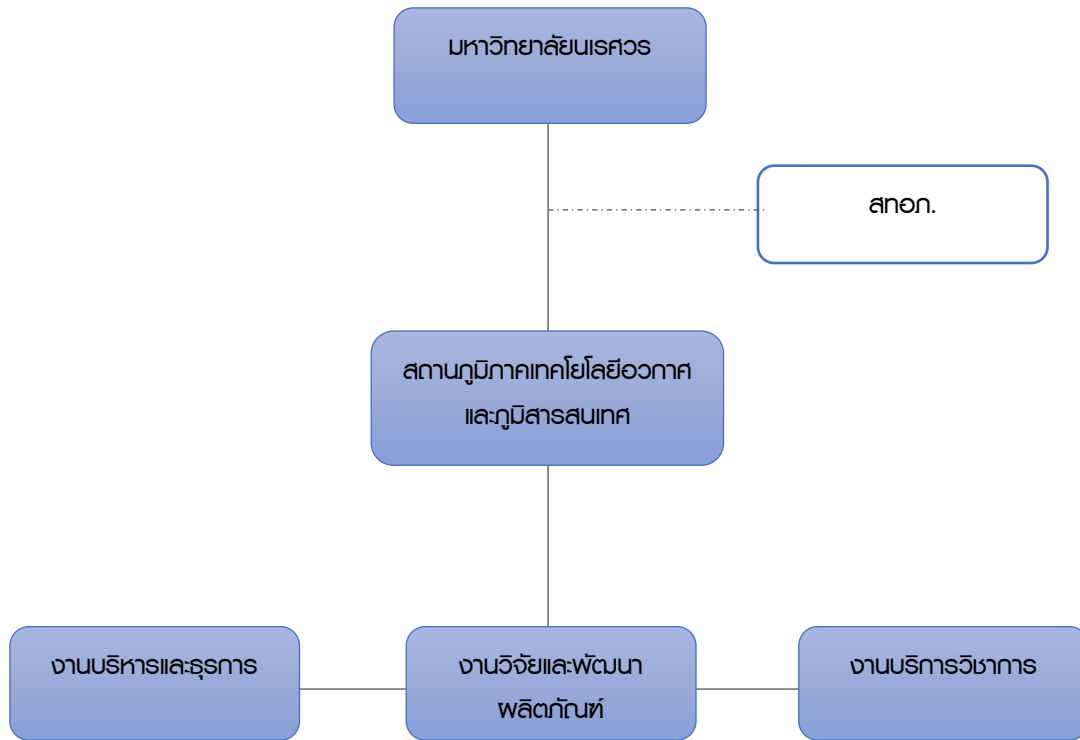 มหาวิทยาลัยนเรศวร
สทอภ.
สถานภูมิภาคเทคโยโลยีอวกาศ
และภูมิสารสนเทศ
งานบริหารและธุรการ
งานวิจัยและพัฒนา
ผลิตภัณฑ์
งานบริการวิชาการ